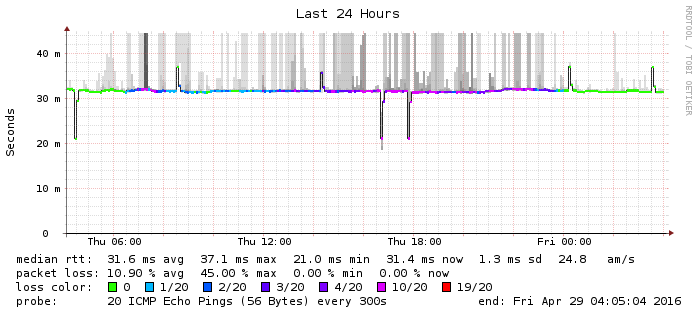 Last 24 Hours
RRDTOOL / TOBI OETIKER
Seconds
40 m
30 m
20 m
10 m
0
Thu 06:00 Thu 12:00 Thu 18:00 Fri 00:00
median rtt: 31.6 ms avg 37.1 ms max 21.0 ms min 31.4 ms now 1.3 ms sd 24.8 am/s
packet loss: 10.90 % avg 45.00 % max 0.00 % min 0.00 % now
loss color: 0 1/20 2/20 3/20 4/20 10/20 19/20
probe: 20 ICMP Echo Pings (56 Bytes) every 300s end: Fri Apr 29 04:05:04 2016